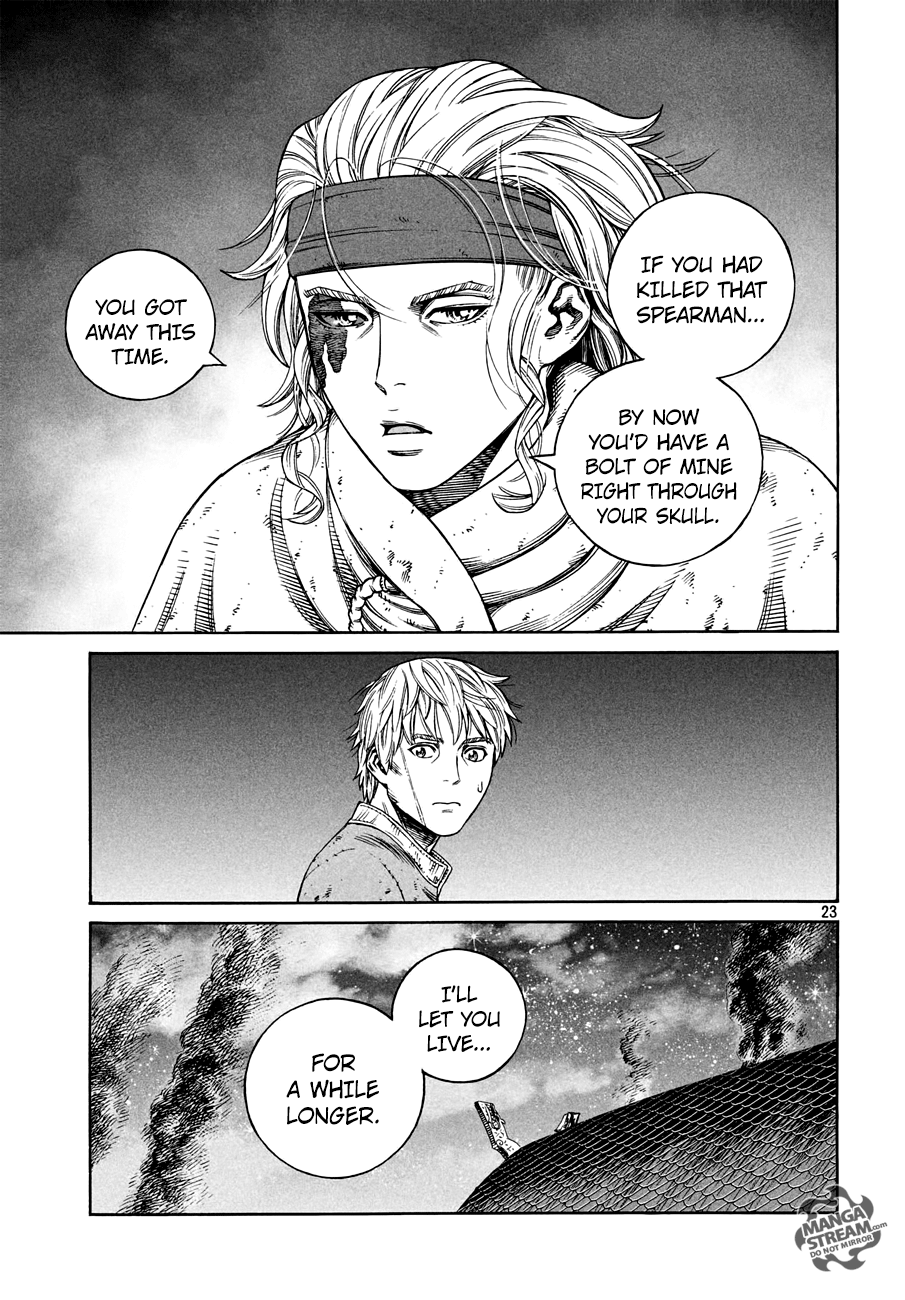 IF YOU HAD
KILLED THAT
SPEARMAN...
BY NOW
YOU'D HAVE A
BOLT OF MINE
RIGHT THROUGH
YOUR SKULL.
YOU GOT
AWAY THIS
TIME.
23
I'LL
LET YOU
LIVE...
FOR
A WHILE
LONGER.
MANGA
STREAM.com
DO NOT MIRROR